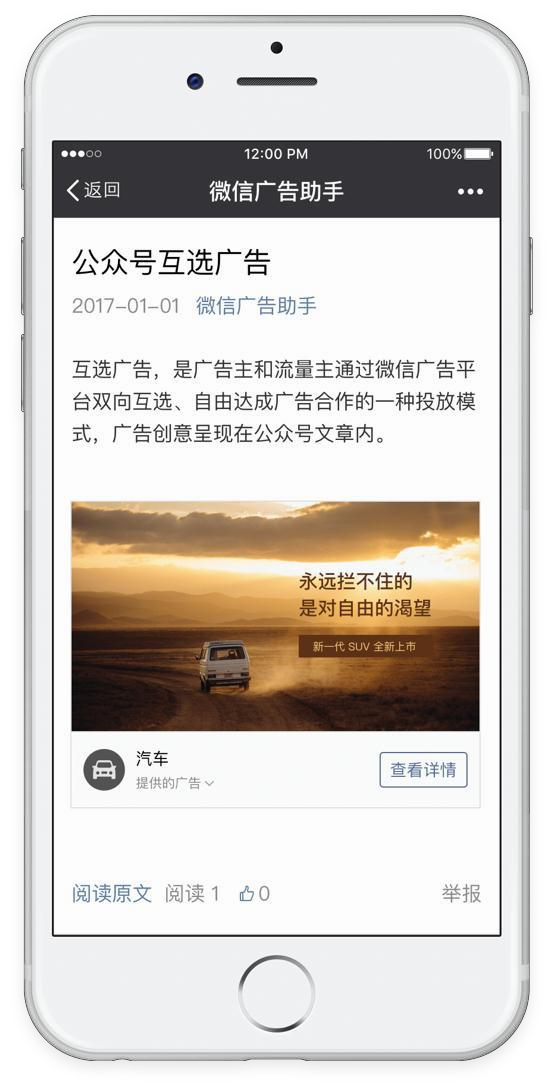 12:00 PM
100%
返回
微信广告助手
公众号互选广告
2017-01-01 微信广告助手
互选广告，是广告主和流量主通过微信广告平
台双向互选、自由达成广告合作的一种投放模
式，广告创意呈现在公众号文章内。
永远拦不住的
是对自由的渴望
新一代 SUV 全新上市
汽车
提供的广告
查看详情
阅读原文 阅读 1 0
举报